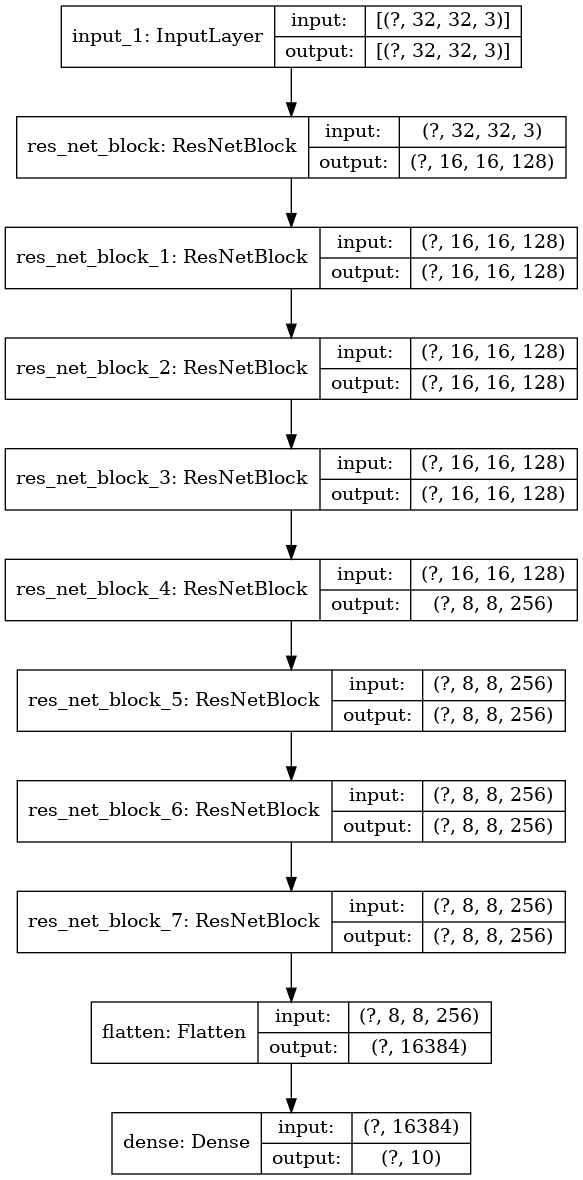 input_1: InputLayer
input:
[(?, 32, 32, 3)]
output:
[(?, 32, 32, 3)]
res_net_block: ResNetBlock
input:
(?, 32, 32, 3)
output:
(?, 16, 16, 128)
res_net_block_1: ResNetBlock
input:
(?, 16, 16, 128)
output:
(?, 16, 16, 128)
res_net_block_2: ResNetBlock
input:
(?, 16, 16, 128)
output:
(?, 16, 16, 128)
res_net_block_3: ResNetBlock
input:
(?, 16, 16, 128)
output:
(?, 16, 16, 128)
res_net_block_4: ResNetBlock
input:
(?, 16, 16, 128)
output:
(?, 8, 8, 256)
res_net_block_5: ResNetBlock
input:
(?, 8, 8, 256)
output:
(?, 8, 8, 256)
res_net_block_6: ResNetBlock
input:
(?, 8, 8, 256)
output:
(?, 8, 8, 256)
res_net_block_7: ResNetBlock
input:
(?, 8, 8, 256)
output:
(?, 8, 8, 256)
flatten: Flatten
input:
(?, 8, 8, 256)
output:
(?, 16384)
dense: Dense
input:
(?, 16384)
output:
(?, 10)